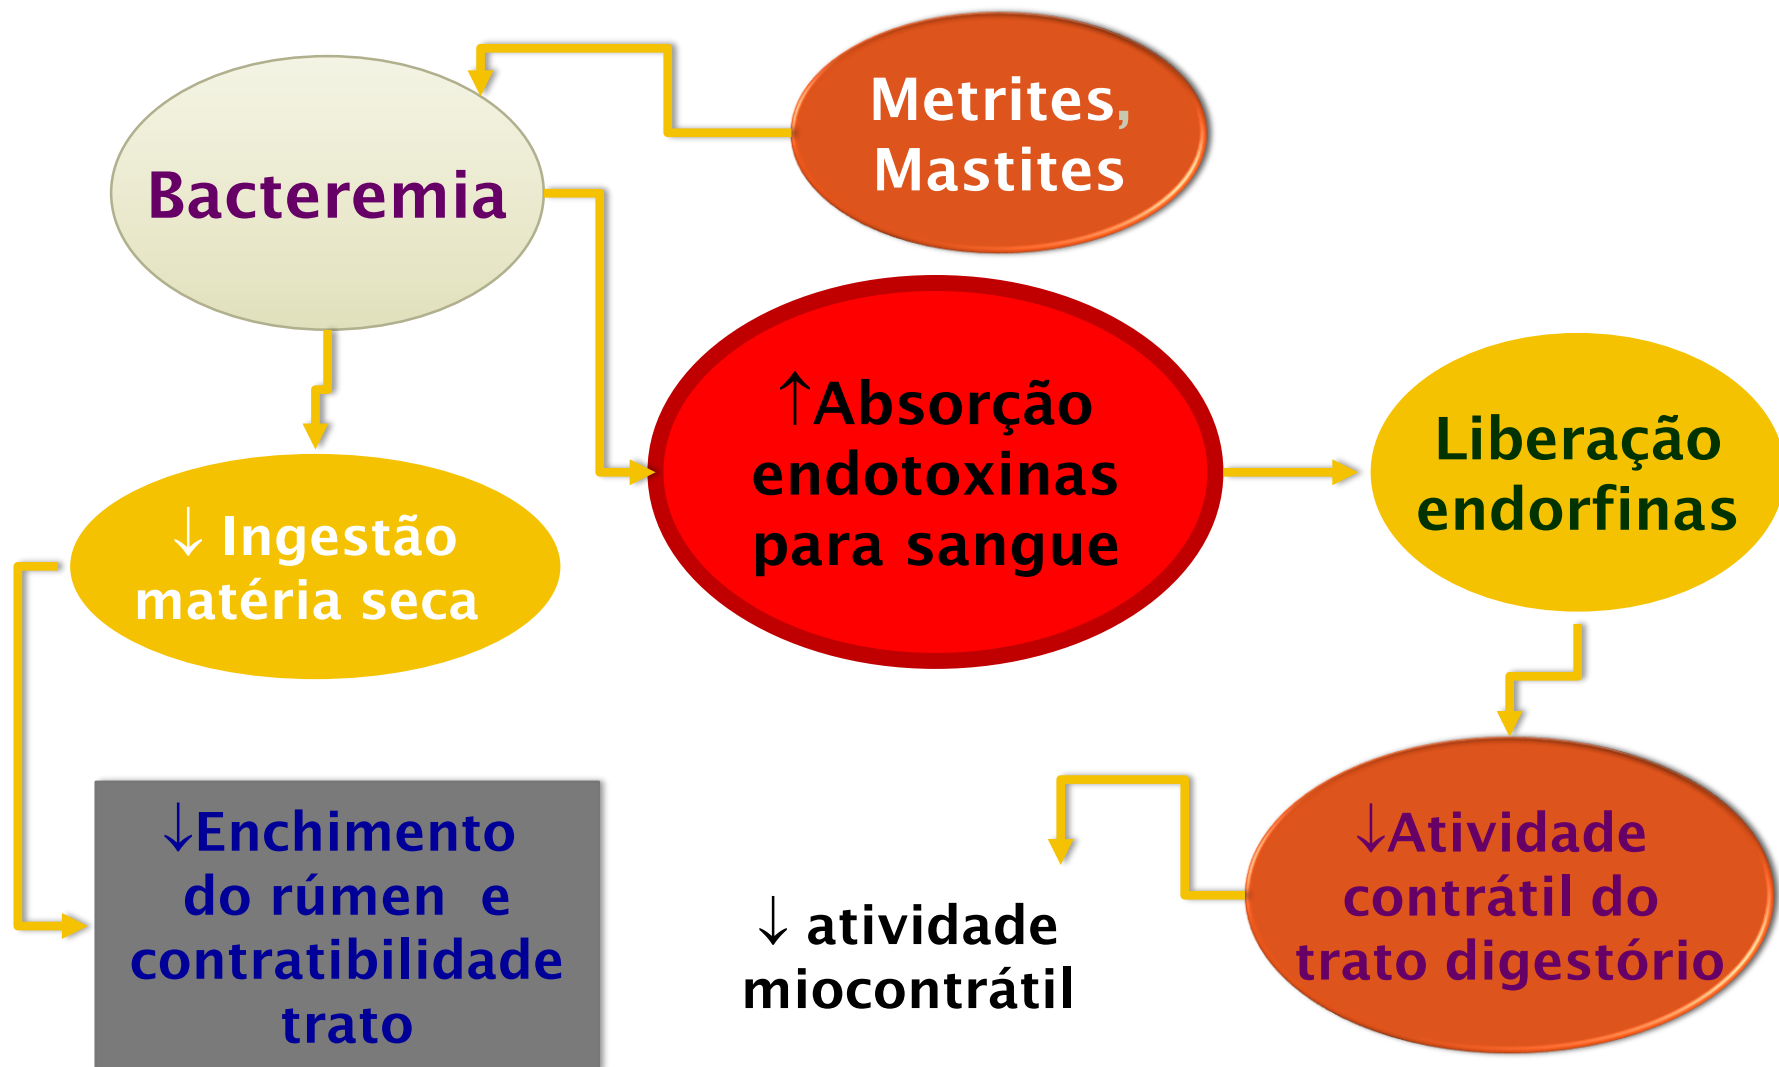 Metrites,
Mastites
Bacteremia
↑Absorção
endotoxinas
para sangue
Liberação
endorfinas
↓ Ingestão
matéria seca
↓Enchimento
do rúmen e
contratibilidade
trato
↓ atividade
miocontrátil
↓Atividade
contrátil do
trato digestório